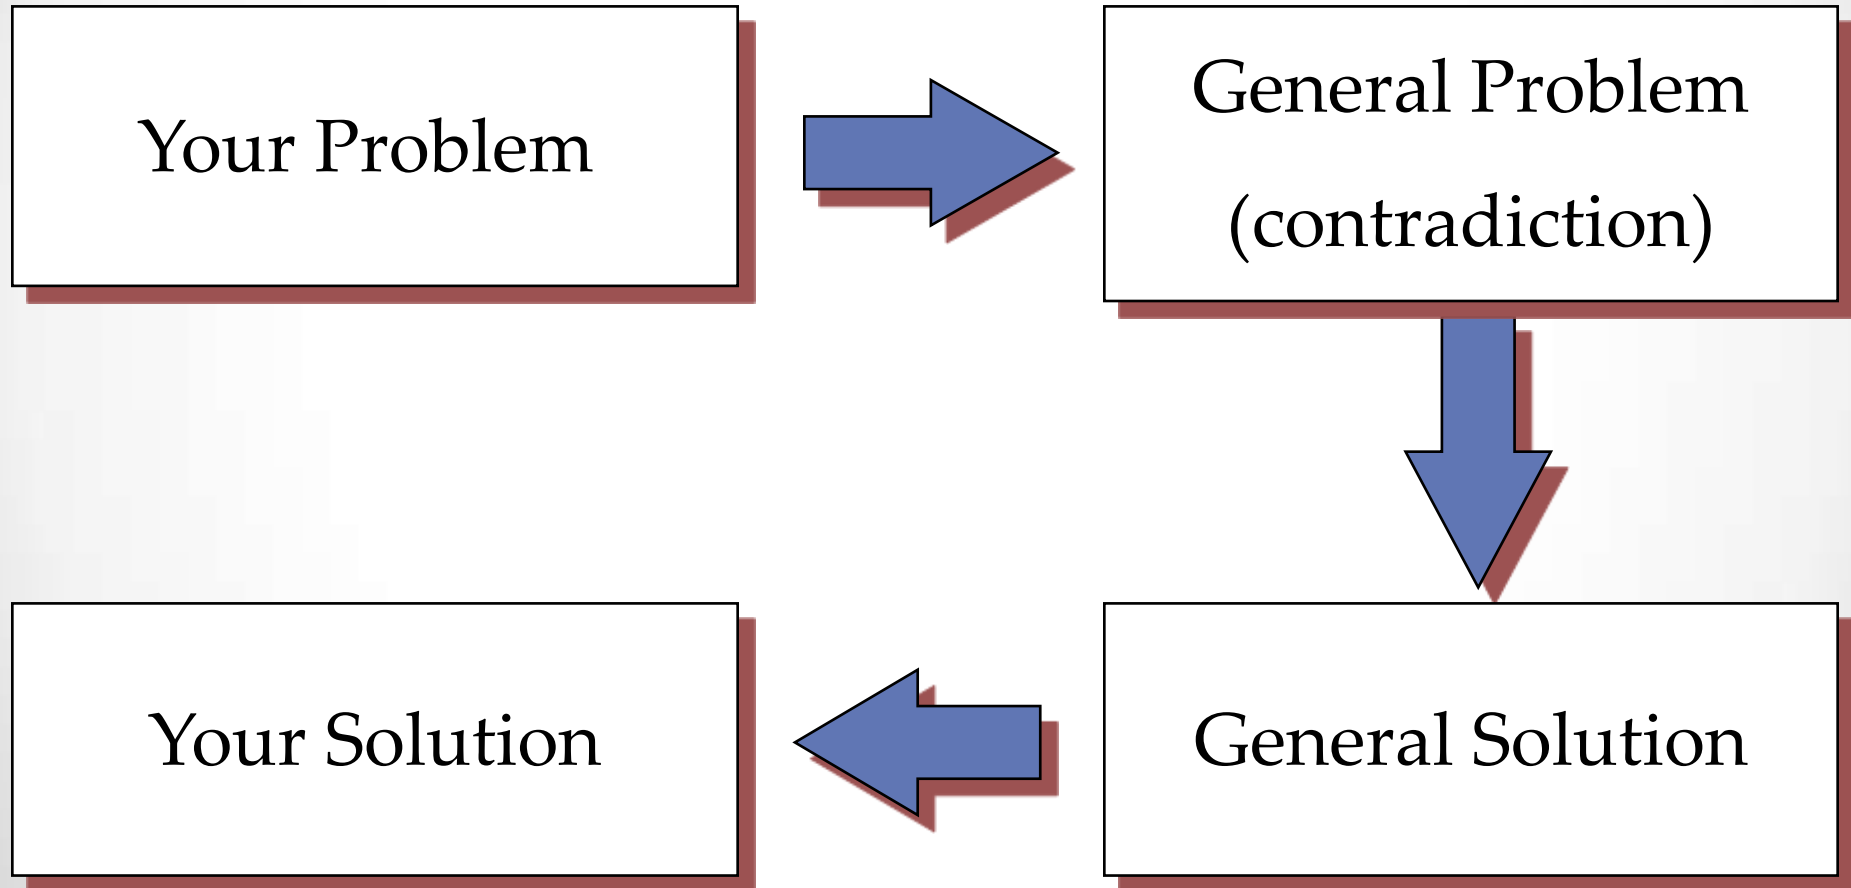 Your Problem
General Problem
(contradiction)
Your Solution
General Solution